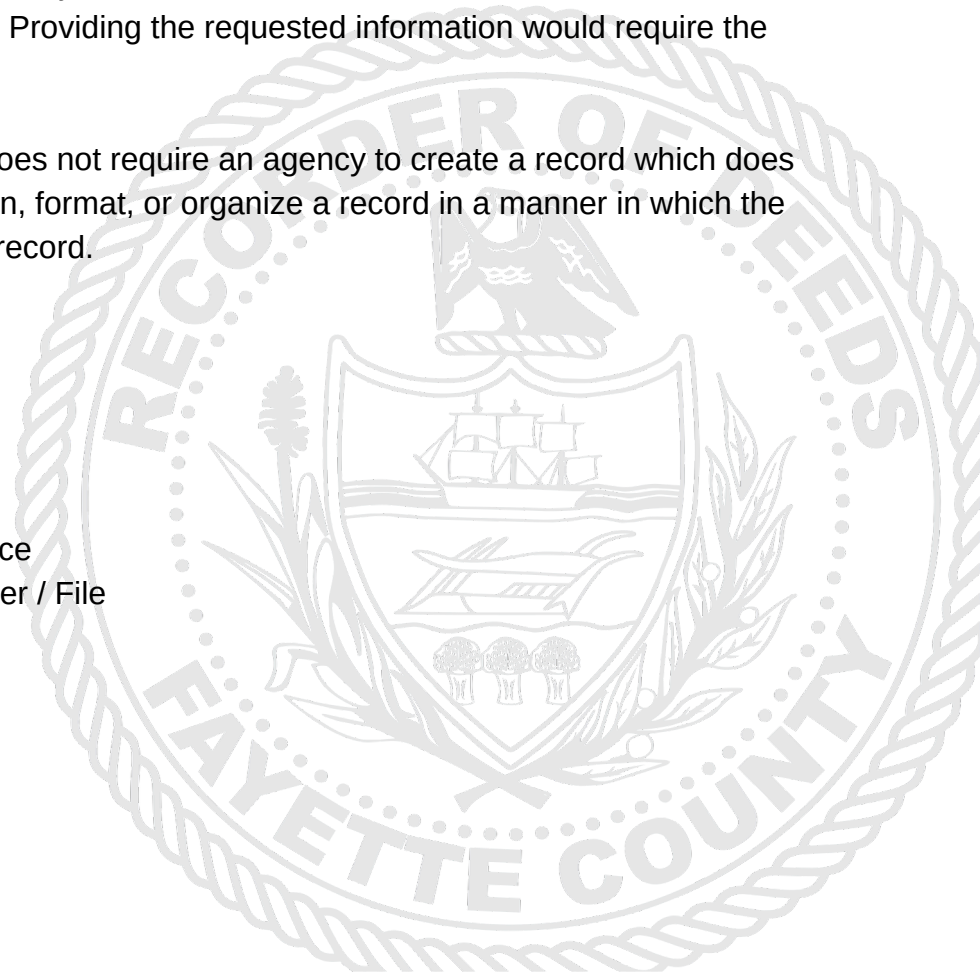 Providing the requested information would require the
oes not require an agency to create a record which does
n, format, or organize a record in a manner in which the
record.
ce
er / File
RECORDER OF DEEDS
FAYETTE COUNTY